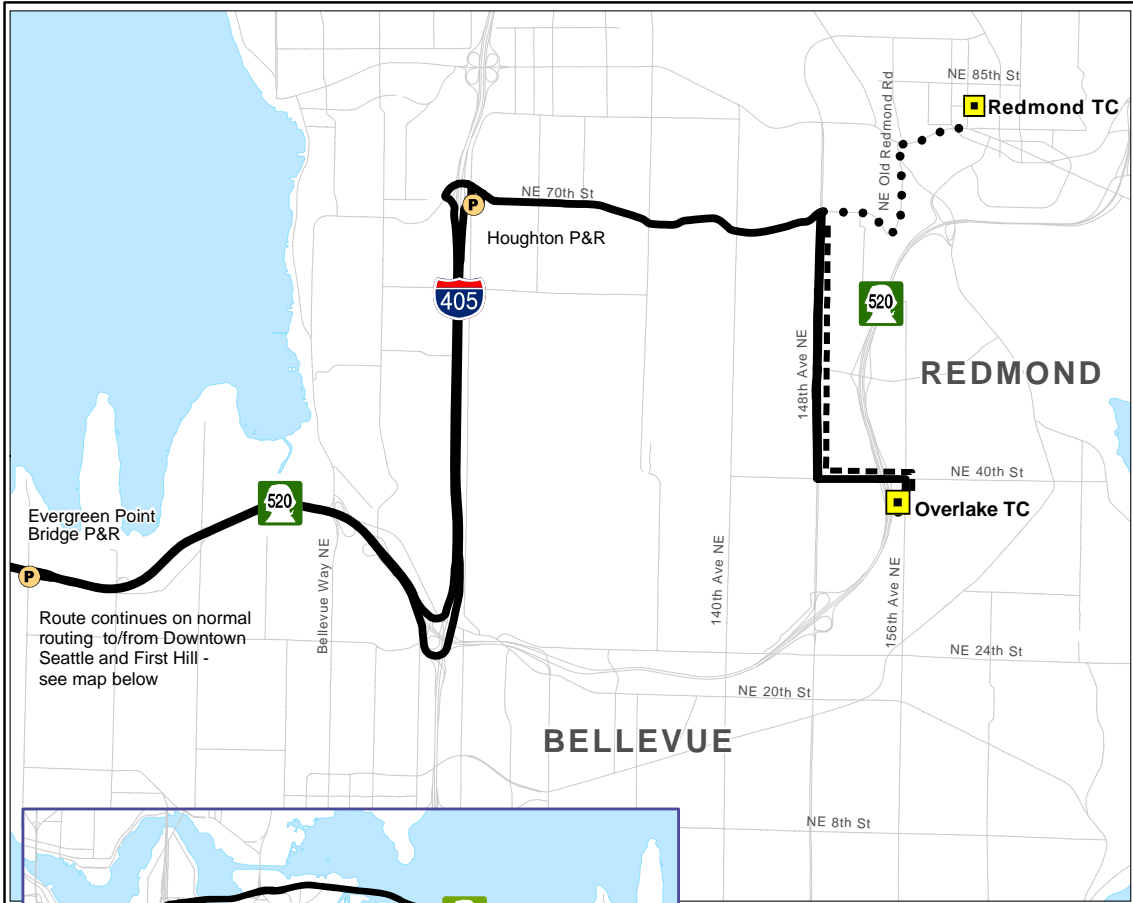 NE 85th St
Redmond TC
NE Old Redmond Rd
P
NE 70th St
Houghton P&R
405
520
148th Ave NE
REDMOND
NE 40th St
Overlake TC
520
Evergreen Point
Bridge P&R
P
Bellevue Way NE
140th Ave NE
156th Ave NE
Route continues on normal
routing to/from Downtown
Seattle and First Hill -
see map below
NE 24th St
NE 20th St
BELLEVUE
NE 8th St